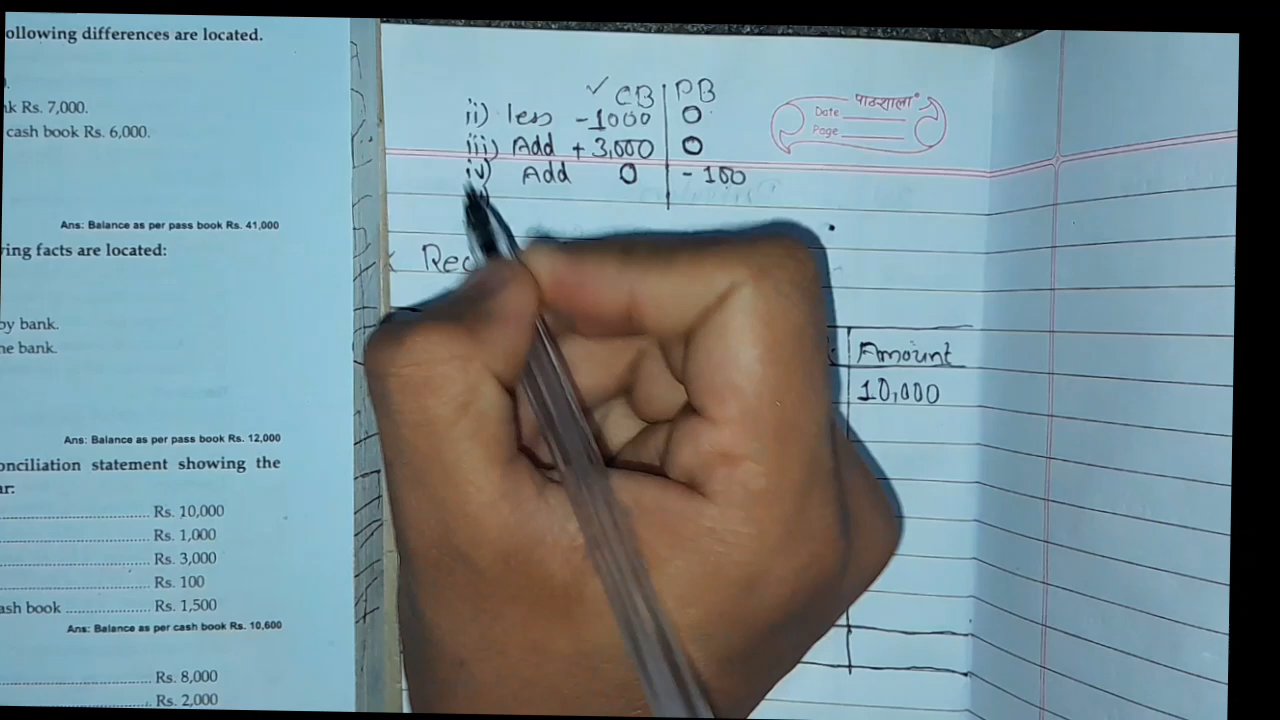 ollowing differences are located.
nk Rs. 7,000.
cash book Rs. 6,000.
Ans: Balance as per pass book Rs. 41,000
ing facts are located:
by bank.
he bank.
Ans: Balance as per pass book Rs. 12,000
onciliation statement showing the
ar:
Rs. 10,000
Rs. 1,000
Rs. 3,000
Rs. 100
ash book Rs. 1,500
Ans: Balance as per cash book Rs. 10,600
Rs. 8,000
Rs. 2,000
✓ CB PB
ii) less -1000 0
iii) Add +3,000 0
iv) Add 0 -100
पाठशाला
Date
Page
Rec
Amount
10,000